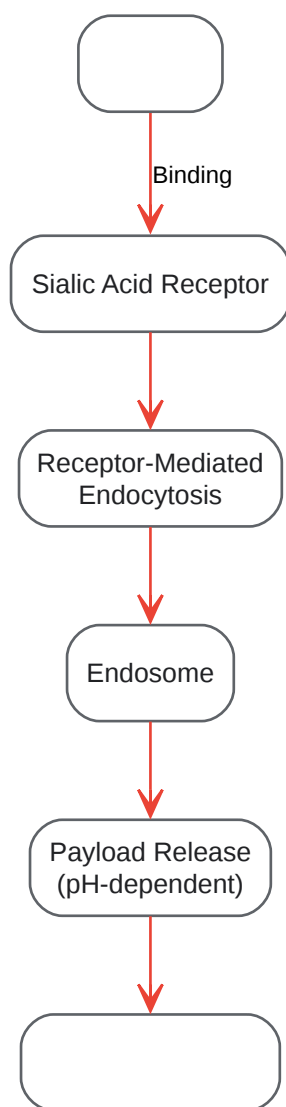 Binding
Sialic Acid Receptor
Receptor-Mediated
Endocytosis
Endosome
Payload Release
(pH-dependent)